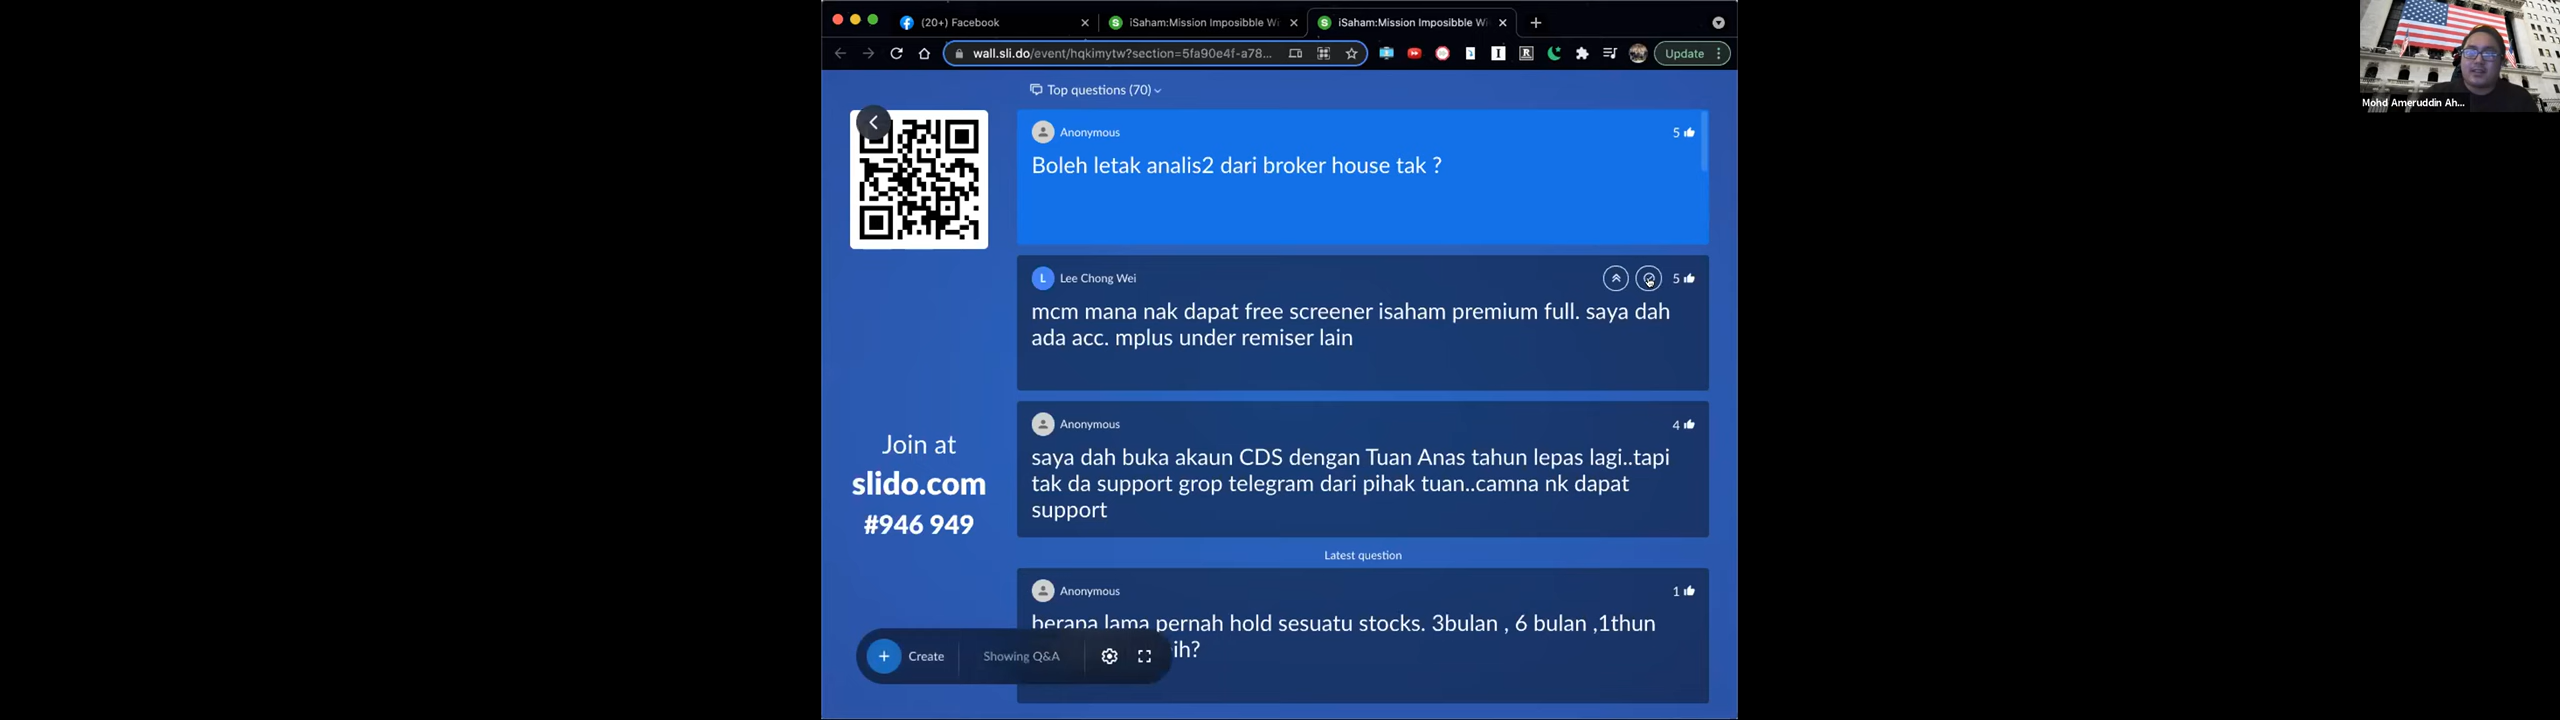 (20+) Facebook
iSaham:Mission Imposibble W
iSaham:Mission Imposibble W
wall.sli.do/event/hqkimytw?section=5fa90e4f-a78...
Update
Mohd Ameruddin Ah...
Top questions (70)
Anonymous
5
Boleh letak analis2 dari broker house tak ?
Lee Chong Wei
5
mcm mana nak dapat free screener isaham premium full. saya dah
ada acc. mplus under remiser lain
Anonymous
4
saya dah buka akaun CDS dengan Tuan Anas tahun lepas lagi..tapi
tak da support grop telegram dari pihak tuan..camna nk dapat
support
Join at
slido.com
#946 949
Latest question
Anonymous
1
berapa lama pernah hold sesuatu stocks. 3bulan , 6 bulan ,1thun
ih?
Create
Showing Q&A